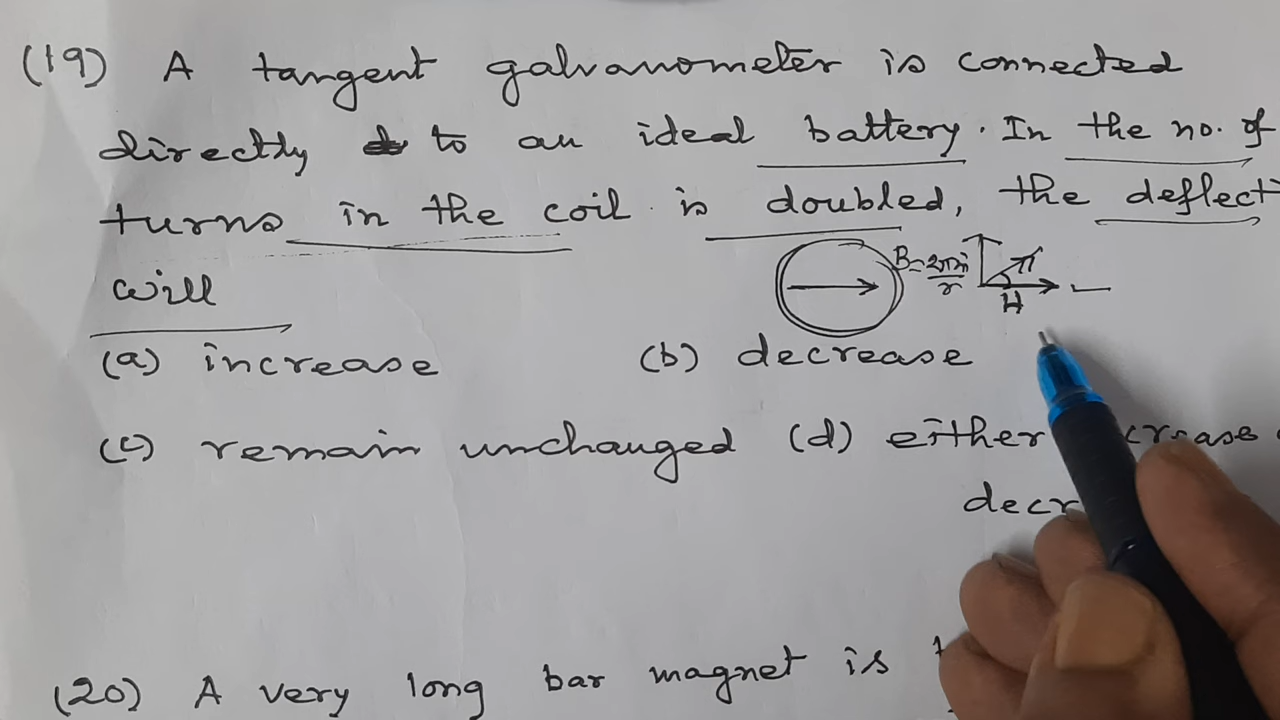 (19) A tangent galvanometer is connected
directly to an ideal battery. In the no. of
turns in the coil is doubled, the deflect
will
B=2πni
r
H
(a) increase (b) decrease
(c) remain unchanged (d) either
decr
(20) A very long bar magnet is